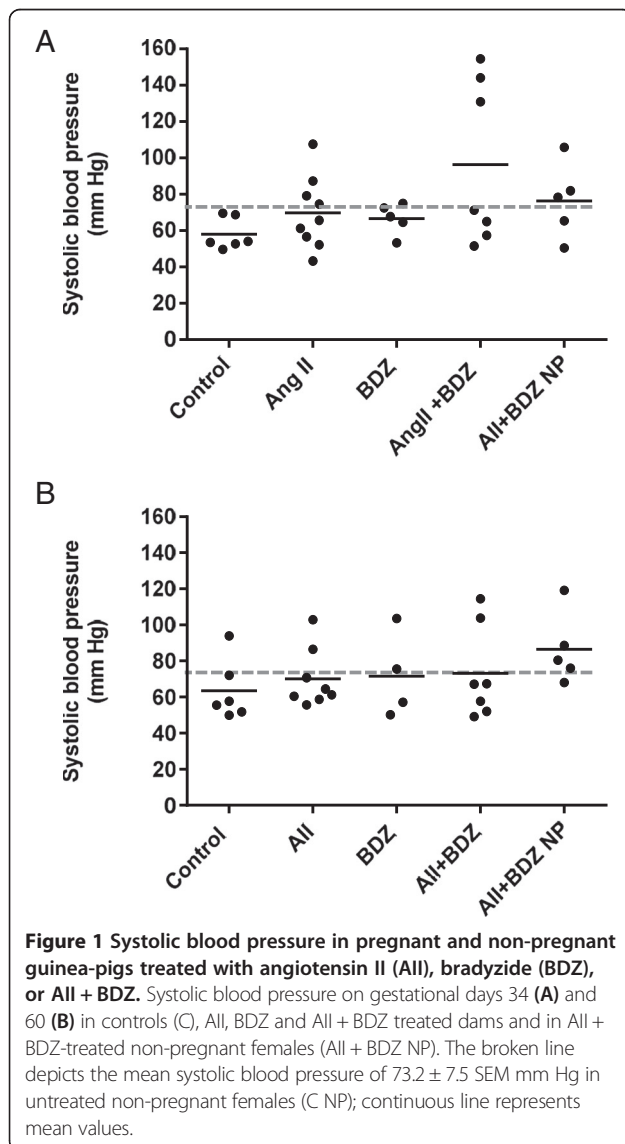 A
Systolic blood pressure
(mm Hg)
160
140
120
100
80
60
40
20
0
Control
Ang II
BDZ
AngII +BDZ
AII+BDZ NP
B
Systolic blood pressure
(mm Hg)
160
140
120
100
80
60
40
20
0
Control
AII
BDZ
AII+BDZ
AII+BDZ NP
Figure 1 Systolic blood pressure in pregnant and non-pregnant
guinea-pigs treated with angiotensin II (AII), bradyzide (BDZ),
or AII + BDZ. Systolic blood pressure on gestational days 34 (A) and
60 (B) in controls (C), AII, BDZ and AII + BDZ treated dams and in AII +
BDZ-treated non-pregnant females (AII + BDZ NP). The broken line
depicts the mean systolic blood pressure of 73.2 ± 7.5 SEM mm Hg in
untreated non-pregnant females (C NP); continuous line represents
mean values.